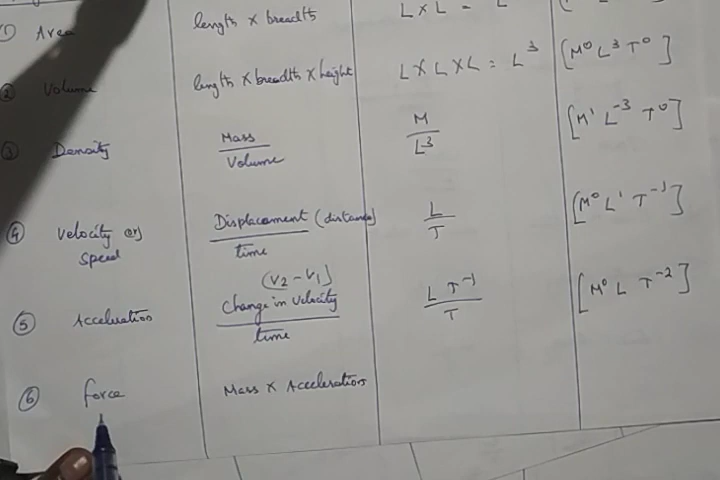 ① Area length × breadth L × L =
② Volume length × breadth × height L × L × L = L³ [M⁰ L³ T⁰]
③ Density Mass / Volume M / L³ [M¹ L⁻³ T⁰]
④ Velocity (or) speed Displacement (distance) / time L / T [M⁰ L¹ T⁻¹]
(V₂ – V₁)
⑤ Acceleration Change in velocity / time L T⁻¹ / T [M⁰ L T⁻²]
⑥ force Mass × Acceleration